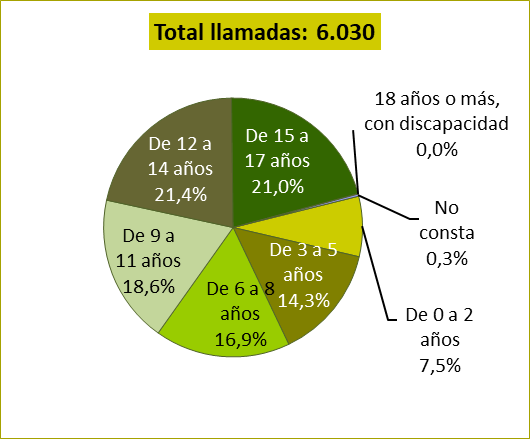 Total llamadas: 6.030
18 años o más,
con discapacidad
0,0%
De 15 a
17 años
21,0%
De 12 a
14 años
21,4%
No
consta
0,3%
De 9 a
11 años
18,6%
De 3 a 5
años
14,3%
De 6 a 8
años
16,9%
De 0 a 2
años
7,5%